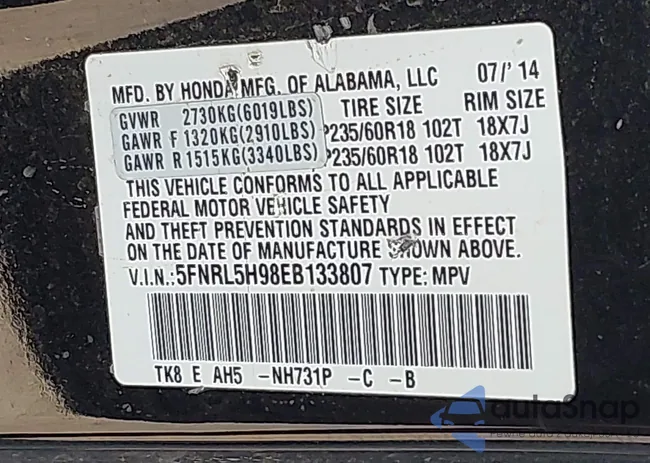 MFD. BY HONDA MFG. OF ALABAMA, LLC 07/'14
GVWR 2730KG(6019LBS) TIRE SIZE RIM SIZE
GAWR F 1320KG(2910LBS) P235/60R18 102T 18X7J
GAWR R 1515KG(3340LBS) P235/60R18 102T 18X7J
THIS VEHICLE CONFORMS TO ALL APPLICABLE
FEDERAL MOTOR VEHICLE SAFETY
AND THEFT PREVENTION STANDARDS IN EFFECT
ON THE DATE OF MANUFACTURE SHOWN ABOVE.
V.I.N.:5FNRL5H98EB133807 TYPE: MPV
TK8 E AH5 -NH731P -C -B
autoSnap